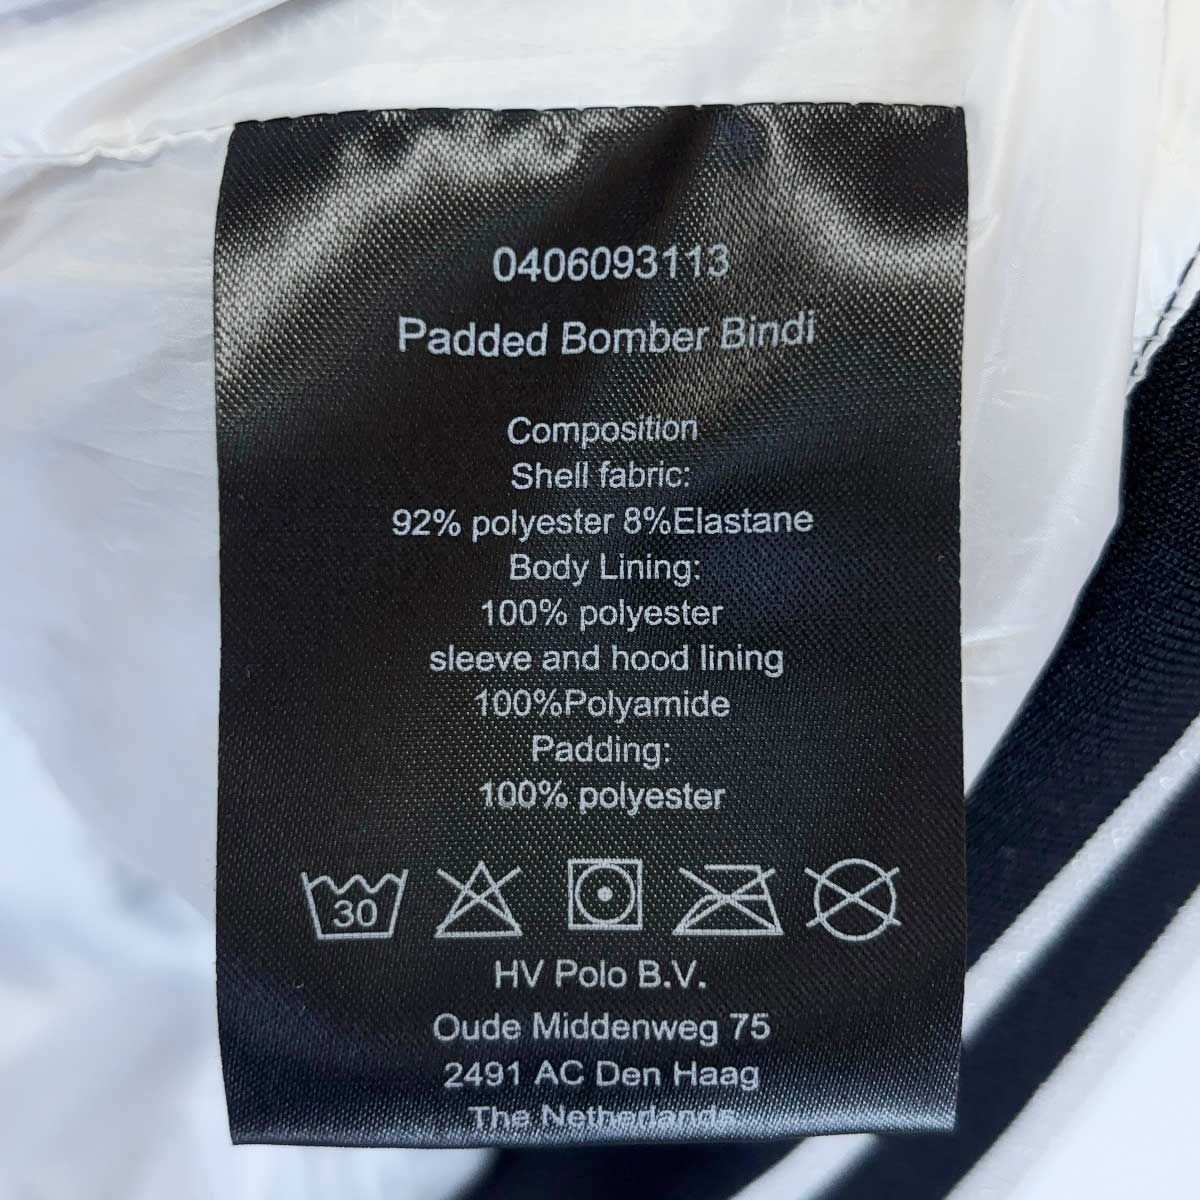 0406093113
Padded Bomber Bindi
Composition
Shell fabric:
92% polyester 8%Elastane
Body Lining:
100% polyester
sleeve and hood lining
100%Polyamide
Padding:
100% polyester
30
HV Polo B.V.
Oude Middenweg 75
2491 AC Den Haag
The Netherlands